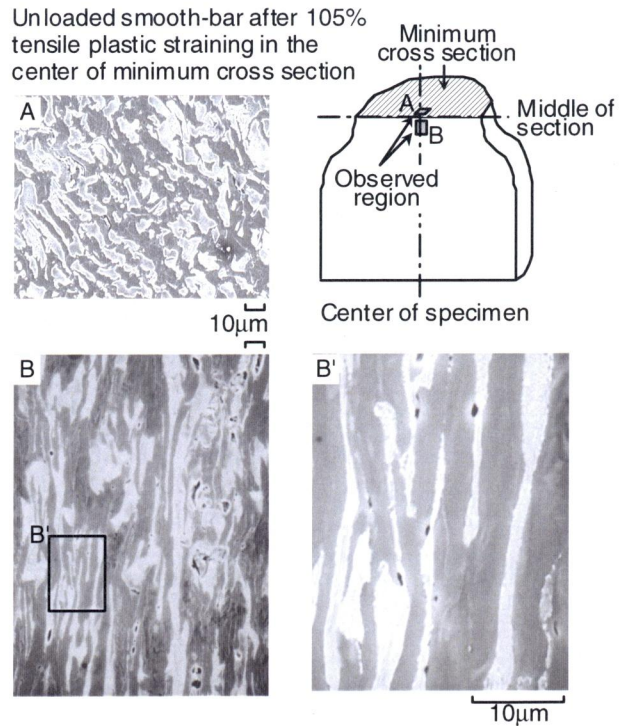 Unloaded smooth-bar after 105%
tensile plastic straining in the
center of minimum cross section
Minimum
cross section
A
A
B
Middle of
section
Observed
region
Center of specimen
10μm
B
B'
B'
10μm